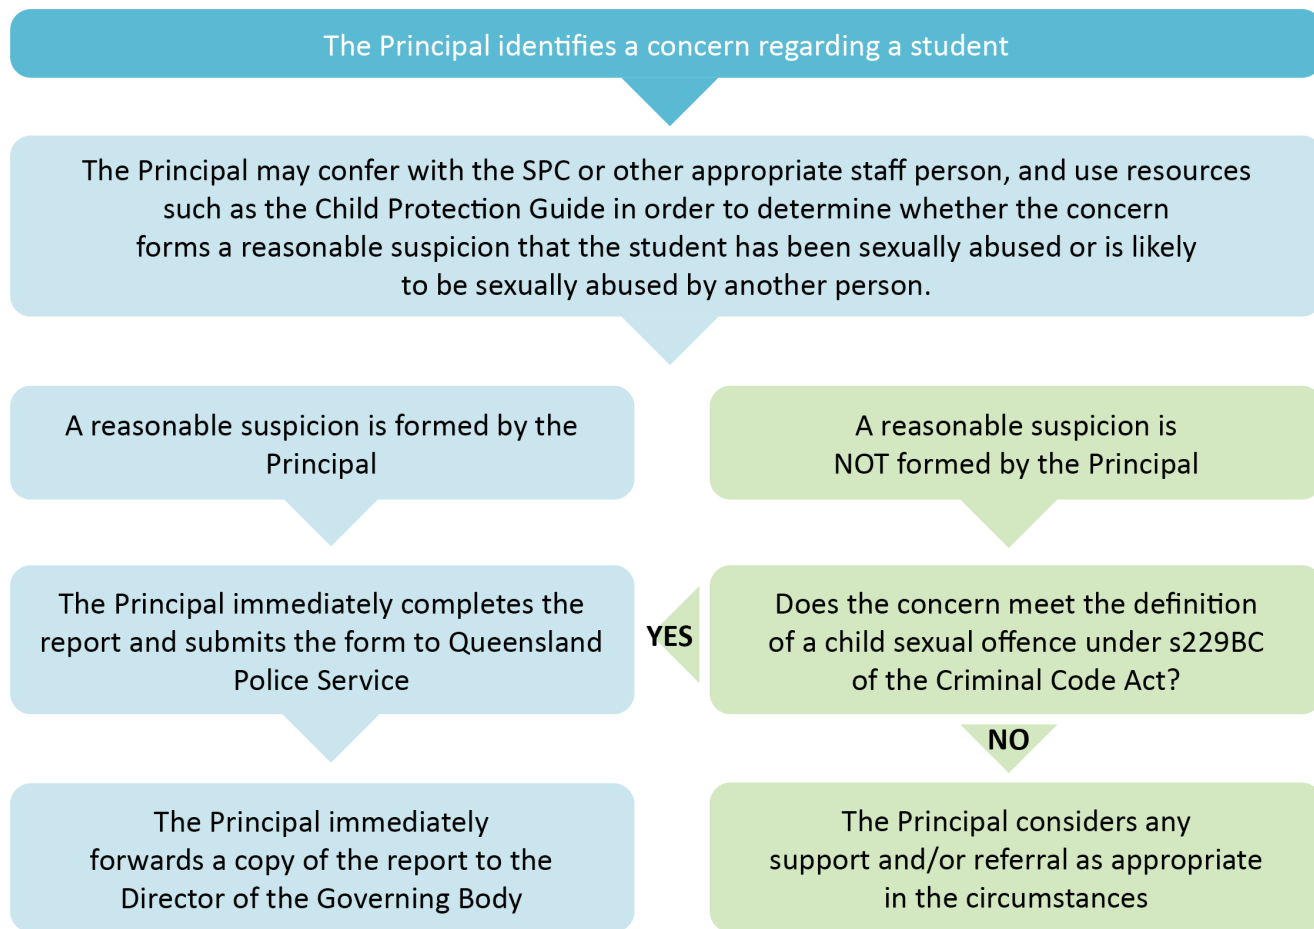 The Principal identifies a concern regarding a student
The Principal may confer with the SPC or other appropriate staff person, and use resources
such as the Child Protection Guide in order to determine whether the concern
forms a reasonable suspicion that the student has been sexually abused or is likely
to be sexually abused by another person.
A reasonable suspicion is formed by the
Principal
A reasonable suspicion is
NOT formed by the Principal
The Principal immediately completes the
report and submits the form to Queensland
Police Service
YES
Does the concern meet the definition
of a child sexual offence under s229BC
of the Criminal Code Act?
NO
The Principal immediately
forwards a copy of the report to the
Director of the Governing Body
The Principal considers any
support and/or referral as appropriate
in the circumstances